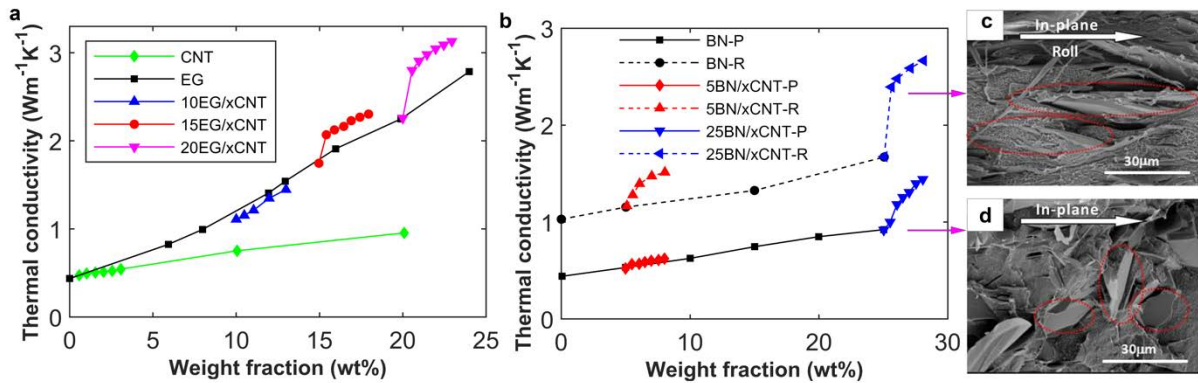 a
Thermal conductivity (Wm⁻¹K⁻¹)
3
2
1
0
0 5 10 15 20 25
Weight fraction (wt%)
CNT
EG
10EG/xCNT
15EG/xCNT
20EG/xCNT
b
Thermal conductivity (Wm⁻¹K⁻¹)
3
2
1
0
0 10 20 30
Weight fraction (wt%)
BN-P
BN-R
5BN/xCNT-P
5BN/xCNT-R
25BN/xCNT-P
25BN/xCNT-R
c
In-plane
Roll
30μm
d
In-plane
30μm